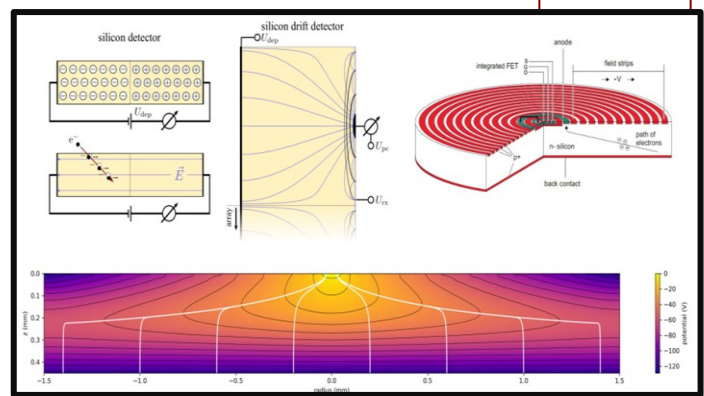 silicon detector
U_dep
e⁻
E⃗
silicon drift detector
U_dep
U_pc
U_rx
array
anode
integrated FET
S
G
D
field strips
-V
path of
electrons
n- silicon
p+
back contact
0.0
0.1
0.2
0.3
0.4
z (mm)
−1.5 −1.0 −0.5 0.0 0.5 1.0 1.5
radius (mm)
0
−20
−40
−60
−80
−100
−120
potential (V)